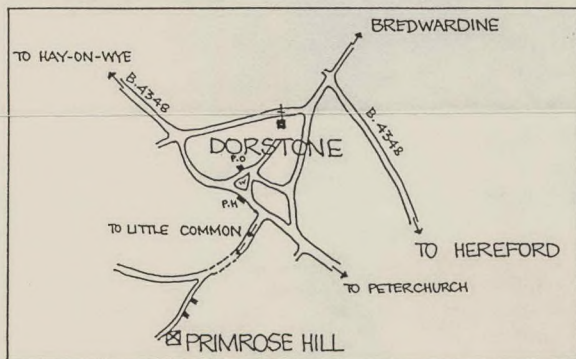 BREDWARDINE
TO HAY-ON-WYE
B.4348
B.4348
DORSTONE
P.O
P.H
TO LITTLE COMMON
TO HEREFORD
TO PETERCHURCH
PRIMROSE HILL